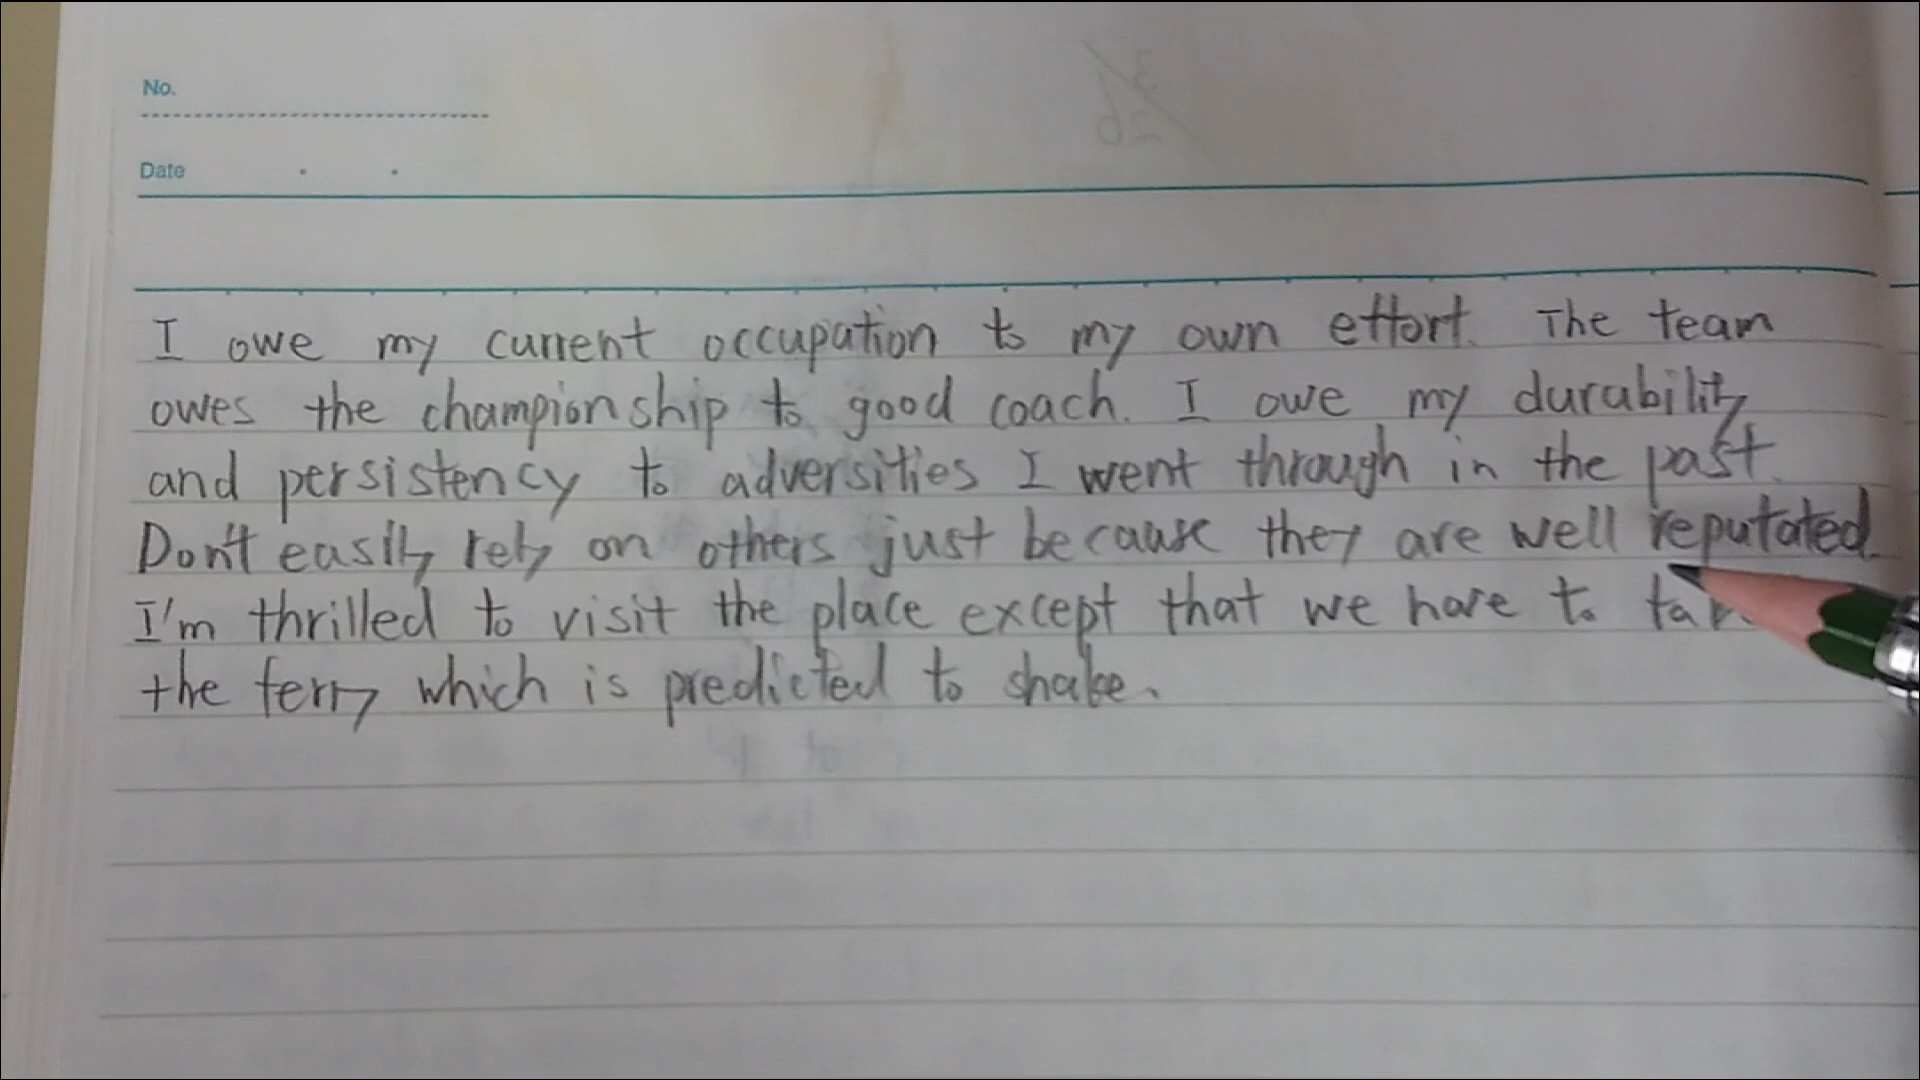 No.
Date
I owe my current occupation to my own effort. The team
owes the championship to good coach. I owe my durability
and persistency to adversities I went through in the past.
Don't easily rely on others just because they are well reputated.
I'm thrilled to visit the place except that we have to
the ferry which is predicted to shake.